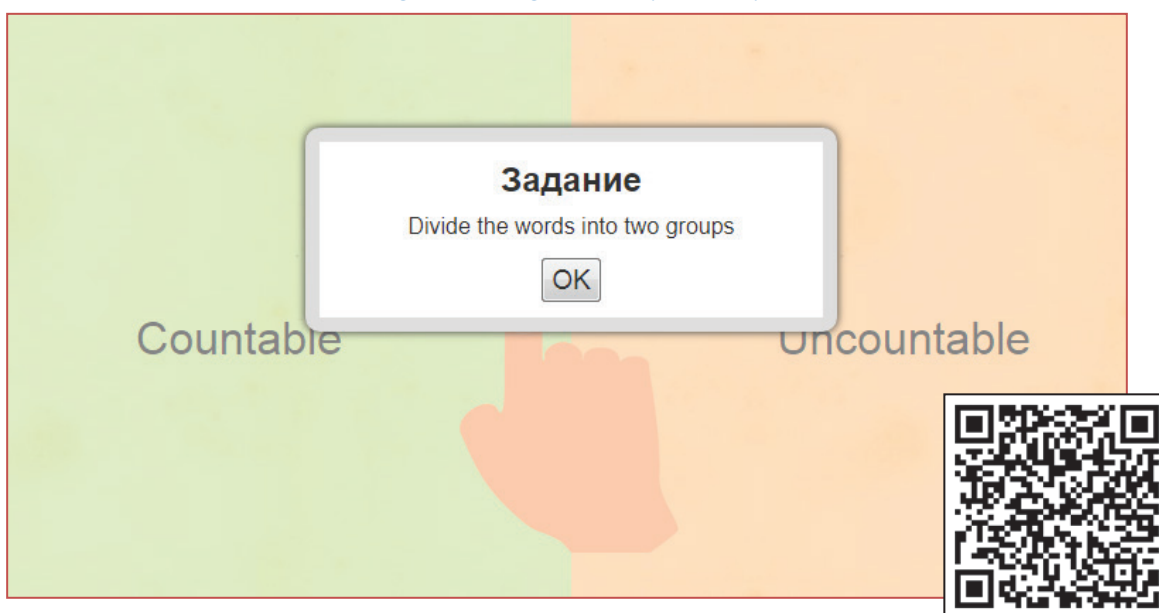 Задание
Divide the words into two groups
OK
Countable
Uncountable